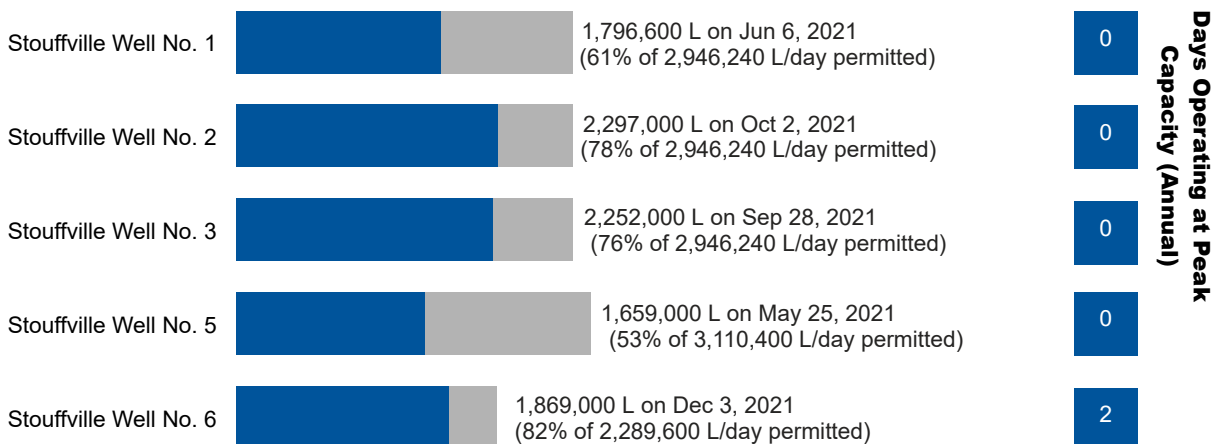 Stouffville Well No. 1
1,796,600 L on Jun 6, 2021
(61% of 2,946,240 L/day permitted)
0
Stouffville Well No. 2
2,297,000 L on Oct 2, 2021
(78% of 2,946,240 L/day permitted)
0
Stouffville Well No. 3
2,252,000 L on Sep 28, 2021
(76% of 2,946,240 L/day permitted)
0
Stouffville Well No. 5
1,659,000 L on May 25, 2021
(53% of 3,110,400 L/day permitted)
0
Stouffville Well No. 6
1,869,000 L on Dec 3, 2021
(82% of 2,289,600 L/day permitted)
2
Days Operating at Peak
Capacity (Annual)